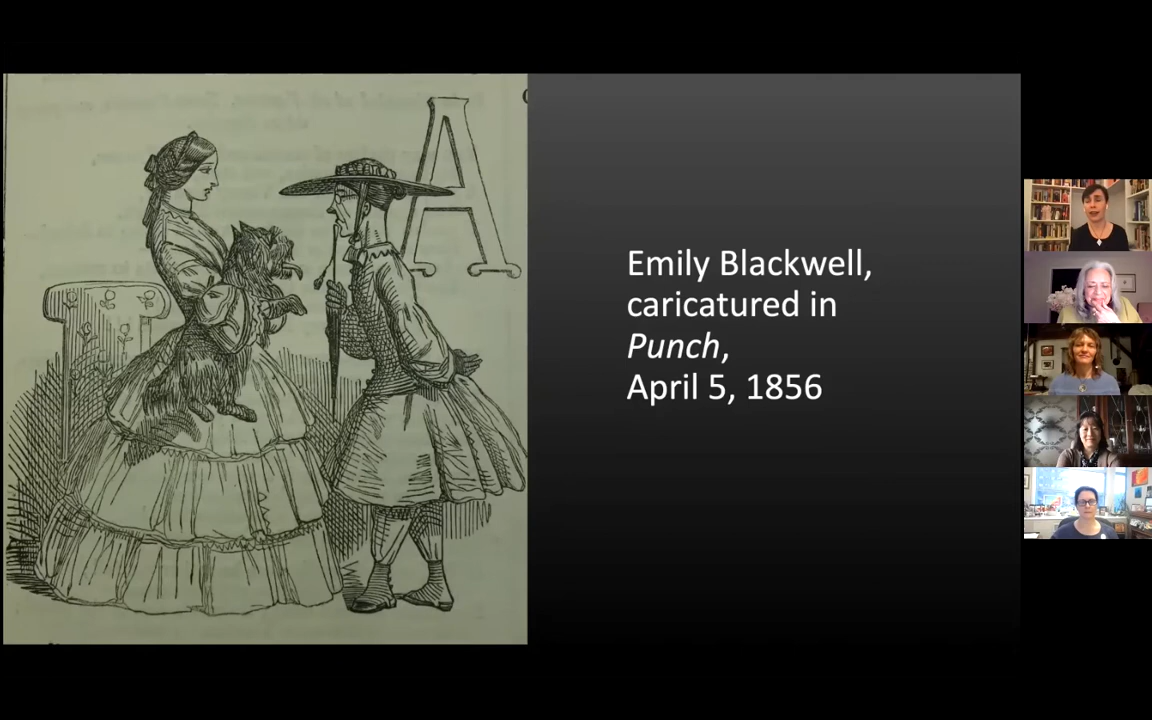 A
Emily Blackwell,
caricatured in
Punch,
April 5, 1856